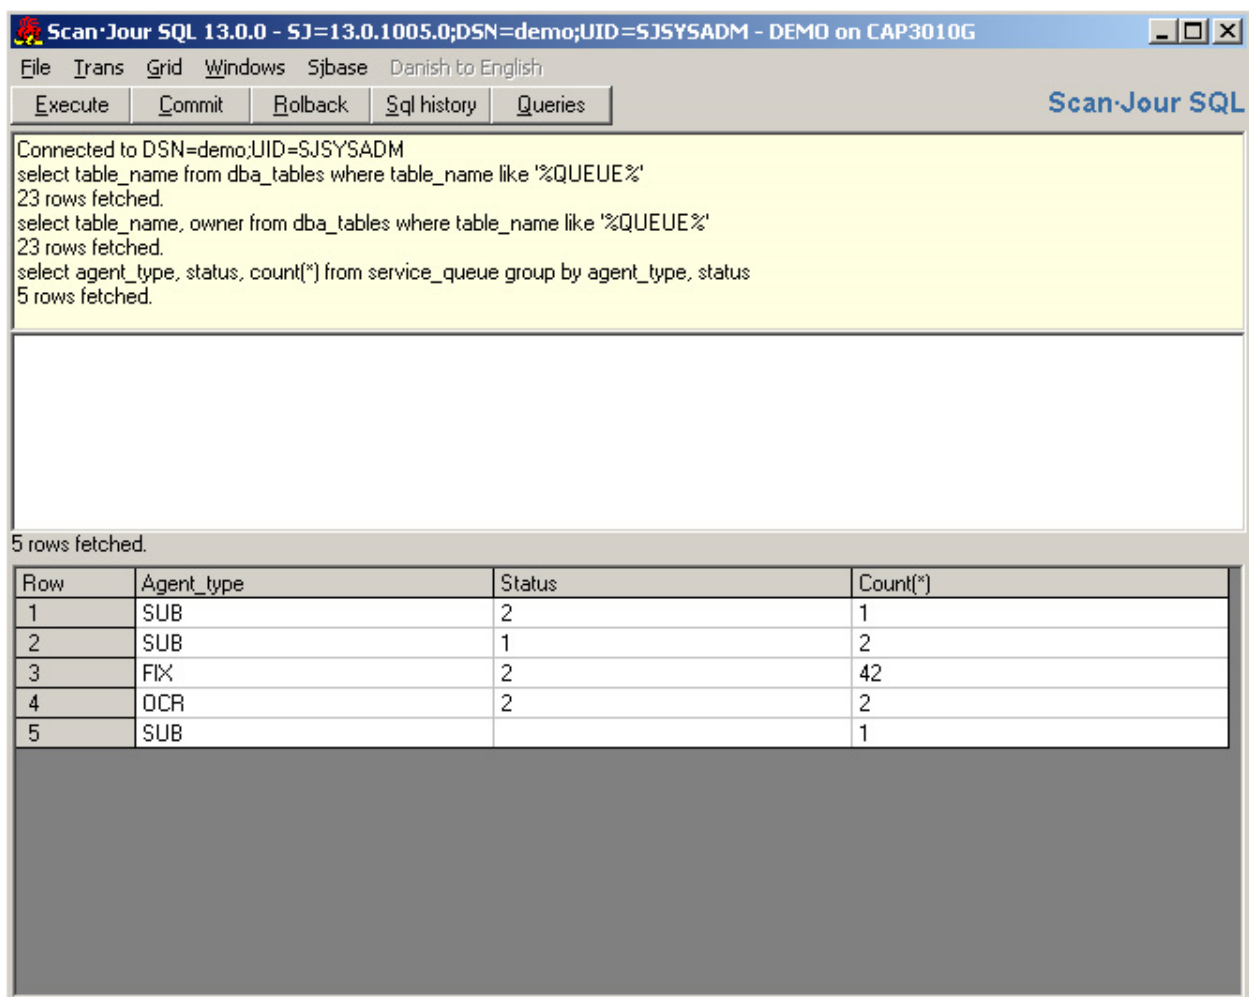 Scan·Jour SQL 13.0.0 - SJ=13.0.1005.0;DSN=demo;UID=SJSYSADM - DEMO on CAP3010G
File Trans Grid Windows Sjbase Danish to English
Execute Commit Rolback Sql history Queries Scan·Jour SQL
Connected to DSN=demo;UID=SJSYSADM
select table_name from dba_tables where table_name like '%QUEUE%'
23 rows fetched.
select table_name, owner from dba_tables where table_name like '%QUEUE%'
23 rows fetched.
select agent_type, status, count(*) from service_queue group by agent_type, status
5 rows fetched.
5 rows fetched.
Row Agent_type Status Count(*)
1 SUB 2 1
2 SUB 1 2
3 FIX 2 42
4 OCR 2 2
5 SUB 1